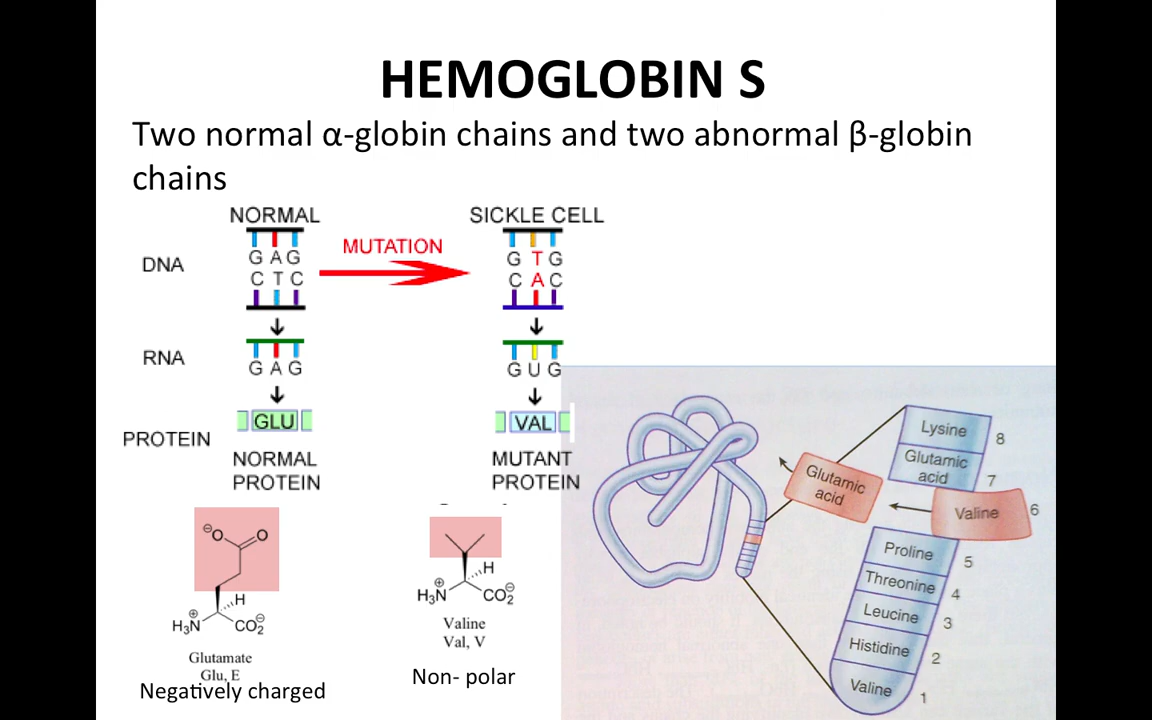 HEMOGLOBIN S
Two normal α-globin chains and two abnormal β-globin
chains
NORMAL
SICKLE CELL
MUTATION
DNA
G A G
C T C
G T G
C A C
RNA
G A G
G U G
PROTEIN
GLU
VAL
NORMAL
PROTEIN
MUTANT
PROTEIN
⊖O
O
H
H₃N⊕
CO₂⊖
Glutamate
Glu, E
Negatively charged
H
H₃N⊕
CO₂⊖
Valine
Val, V
Non- polar
Lysine
8
Glutamic
acid
7
Glutamic
acid
Valine
6
Proline
5
Threonine
4
Leucine
3
Histidine
2
Valine
1